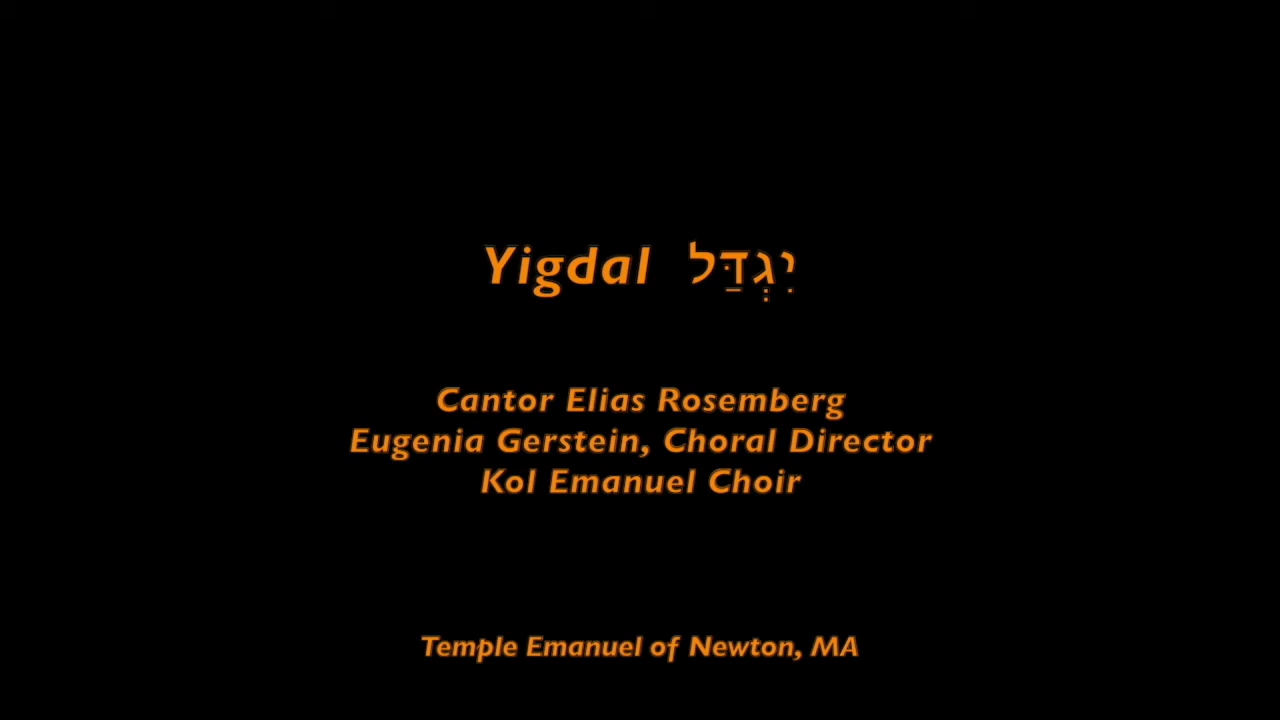 Yigdal יִגְדַּל
Cantor Elias Rosemberg
Eugenia Gerstein, Choral Director
Kol Emanuel Choir
Temple Emanuel of Newton, MA